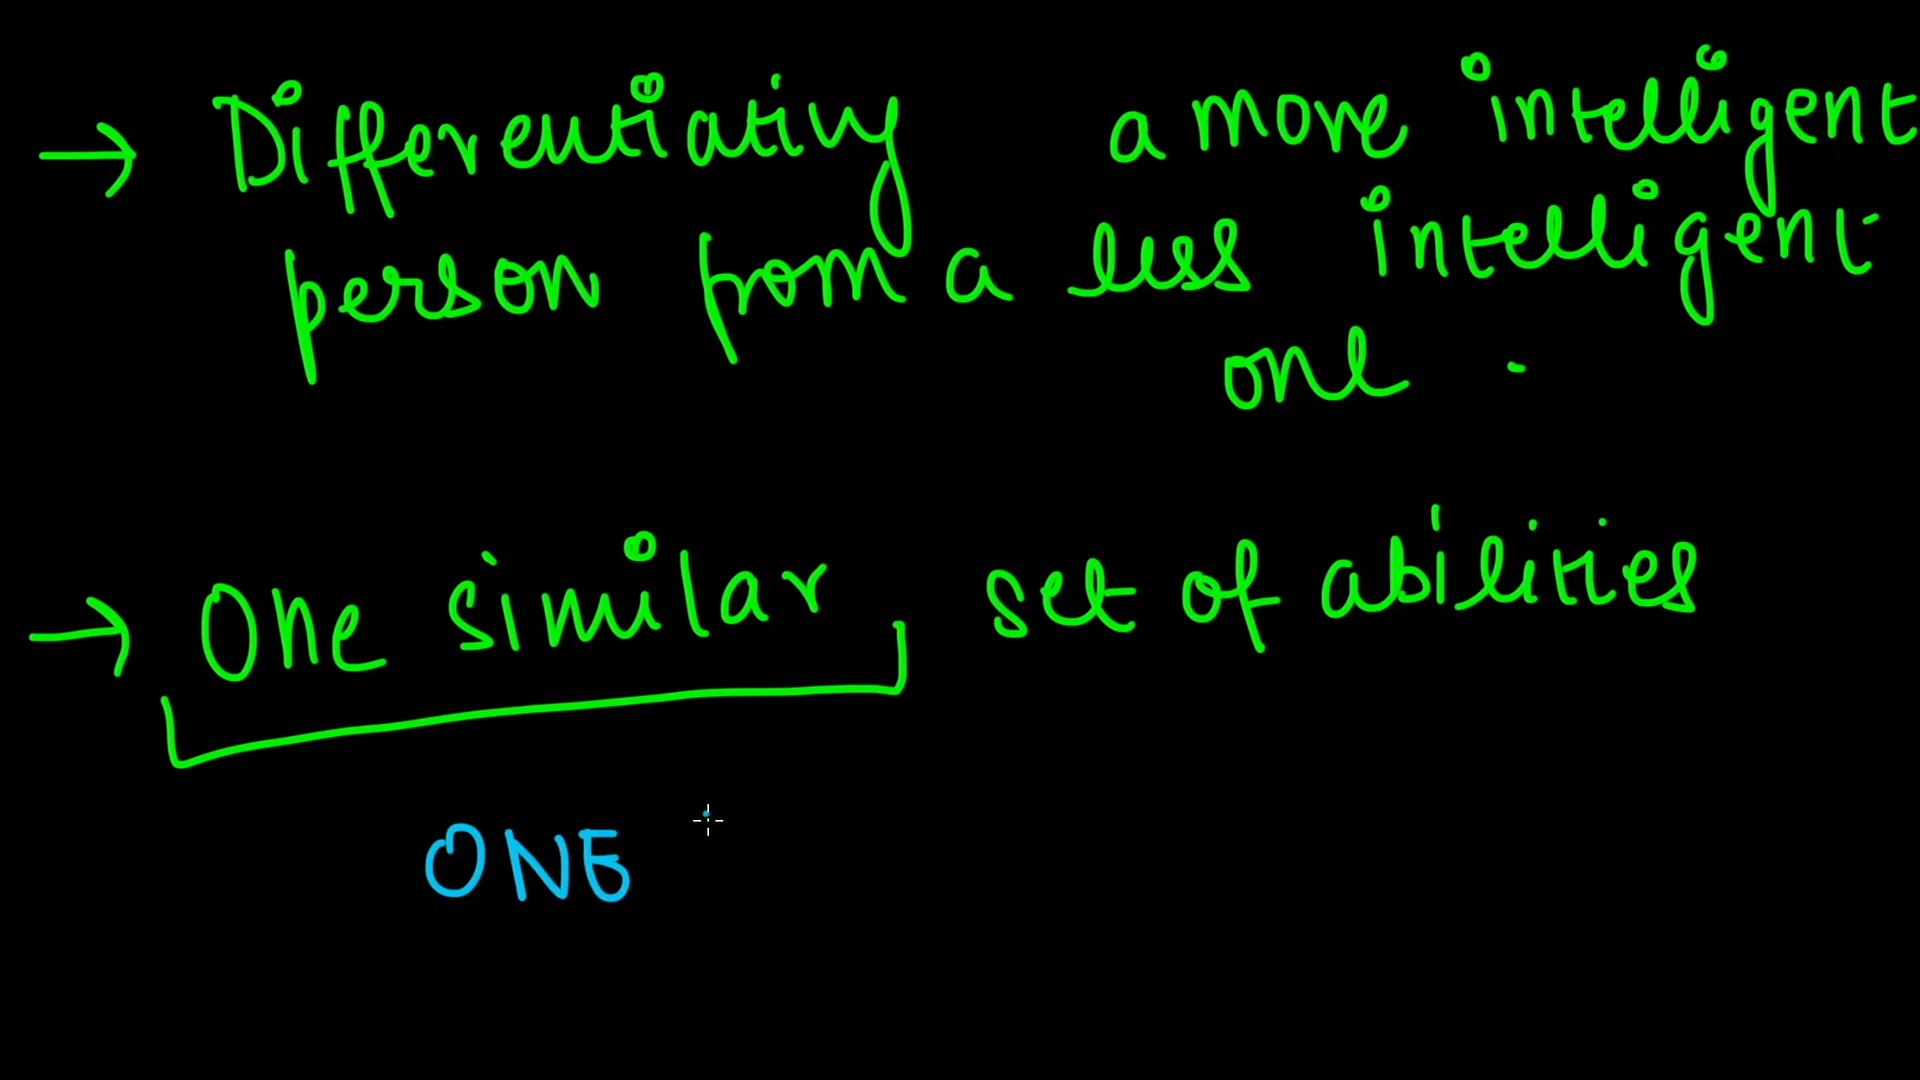 → Differentiating a more intelligent
person from a less intelligent
one .
→ One similar set of abilities
ONE